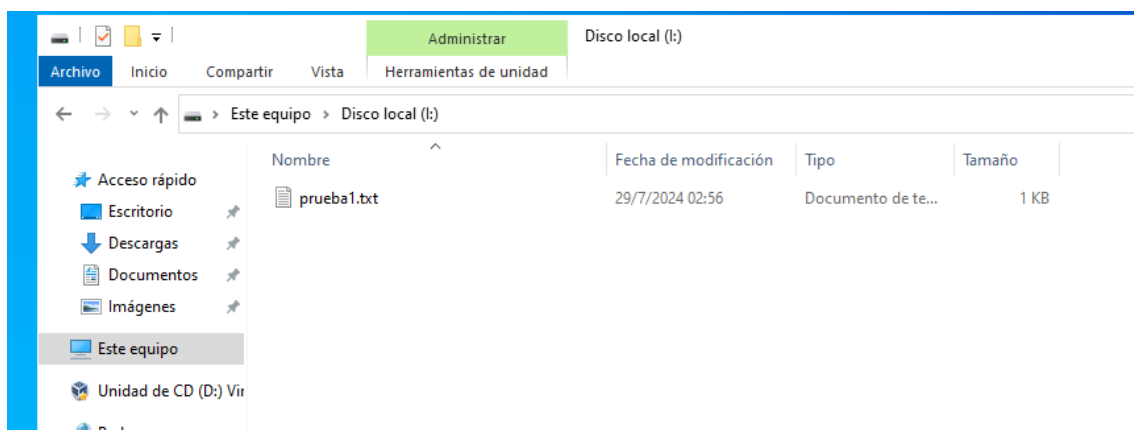 Administrar Disco local (I:)
Archivo Inicio Compartir Vista Herramientas de unidad
Este equipo > Disco local (I:)
Nombre Fecha de modificación Tipo Tamaño
Acceso rápido
prueba1.txt 29/7/2024 02:56 Documento de te... 1 KB
Escritorio
Descargas
Documentos
Imágenes
Este equipo
Unidad de CD (D:) Vir